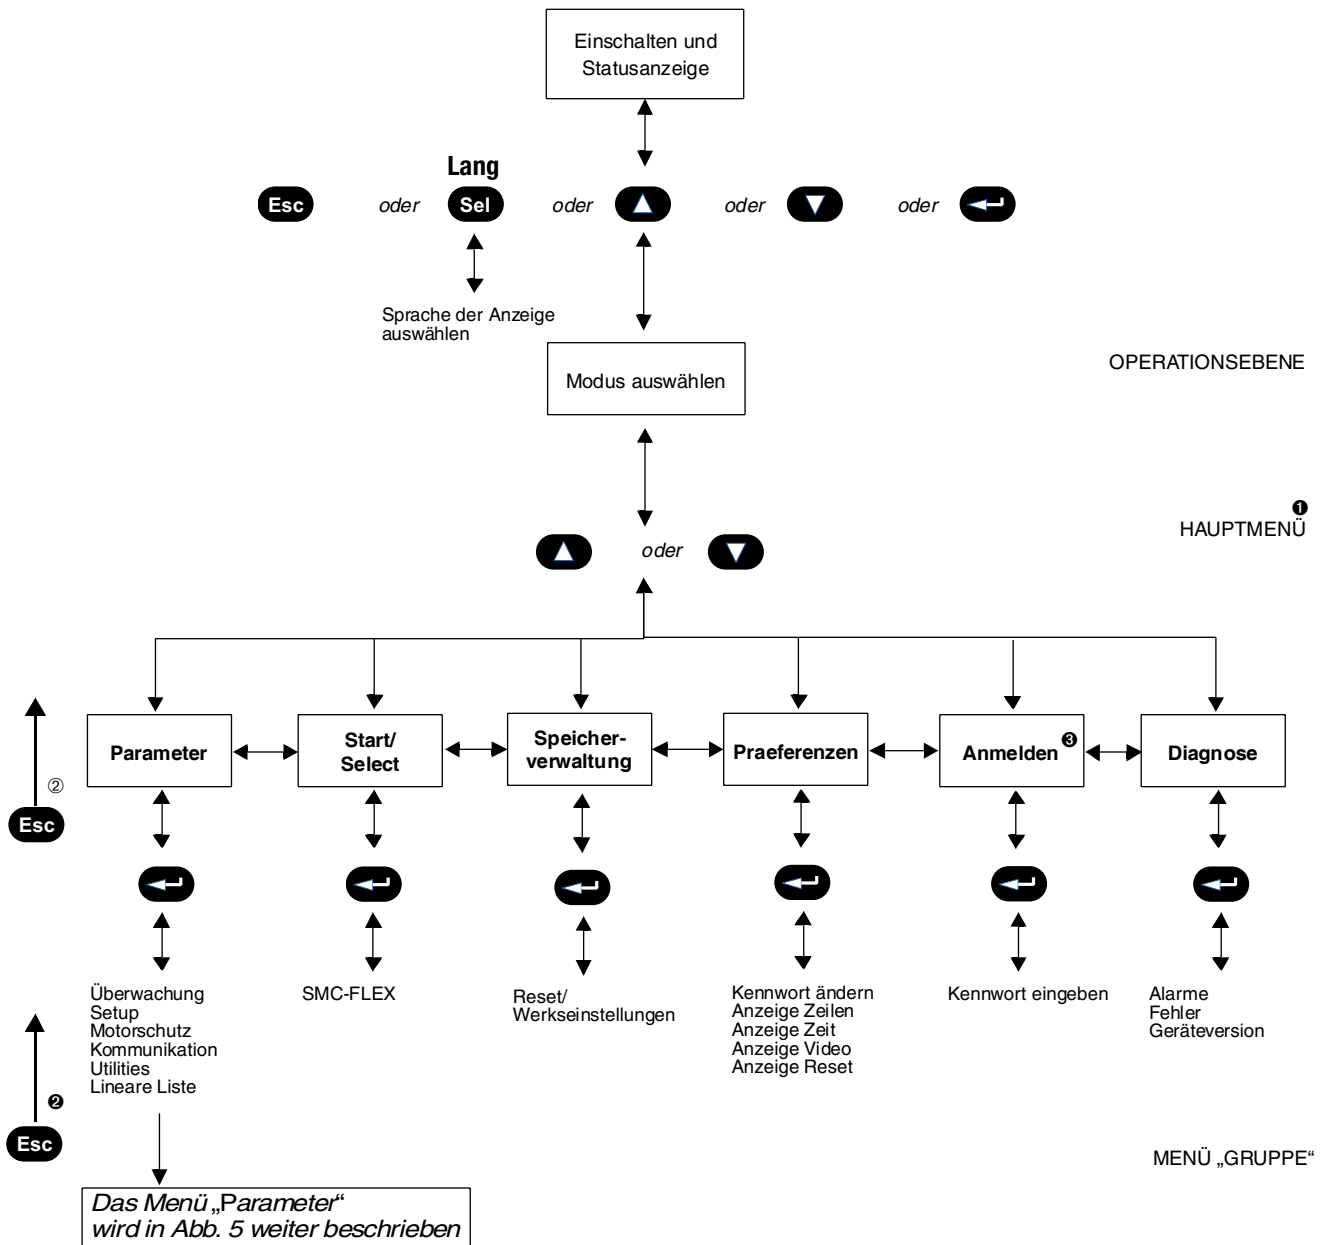 Einschalten und
Statusanzeige
Lang
Esc oder Sel oder oder oder
Sprache der Anzeige
auswählen
Modus auswählen
OPERATIONSEBENE
❶
HAUPTMENÜ
oder
Parameter
Start/
Select
Speicher-
verwaltung
Praeferenzen
Anmelden ❸
Diagnose
②
Esc
Überwachung
Setup
Motorschutz
Kommunikation
Utilities
Lineare Liste
SMC-FLEX
Reset/
Werkseinstellungen
Kennwort ändern
Anzeige Zeilen
Anzeige Zeit
Anzeige Video
Anzeige Reset
Kennwort eingeben
Alarme
Fehler
Geräteversion
❷
Esc
MENÜ „GRUPPE“
Das Menü „Parameter“
wird in Abb. 5 weiter beschrieben